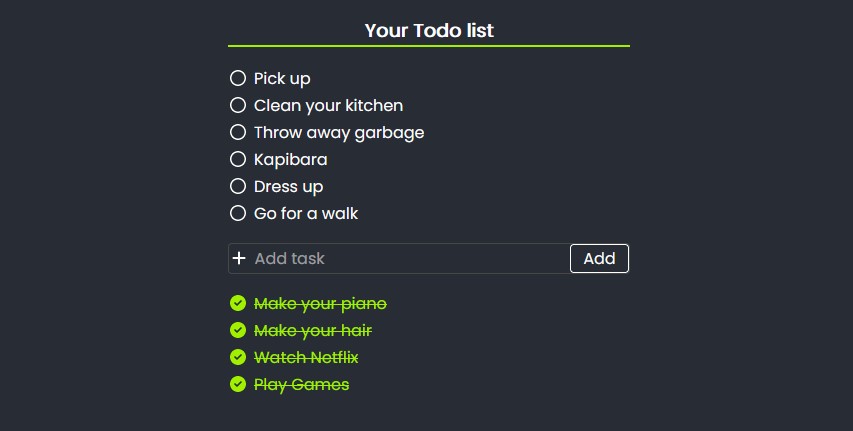 Your Todo list
Pick up
Clean your kitchen
Throw away garbage
Kapibara
Dress up
Go for a walk
Add task Add
Make your piano
Make your hair
Watch Netflix
Play Games